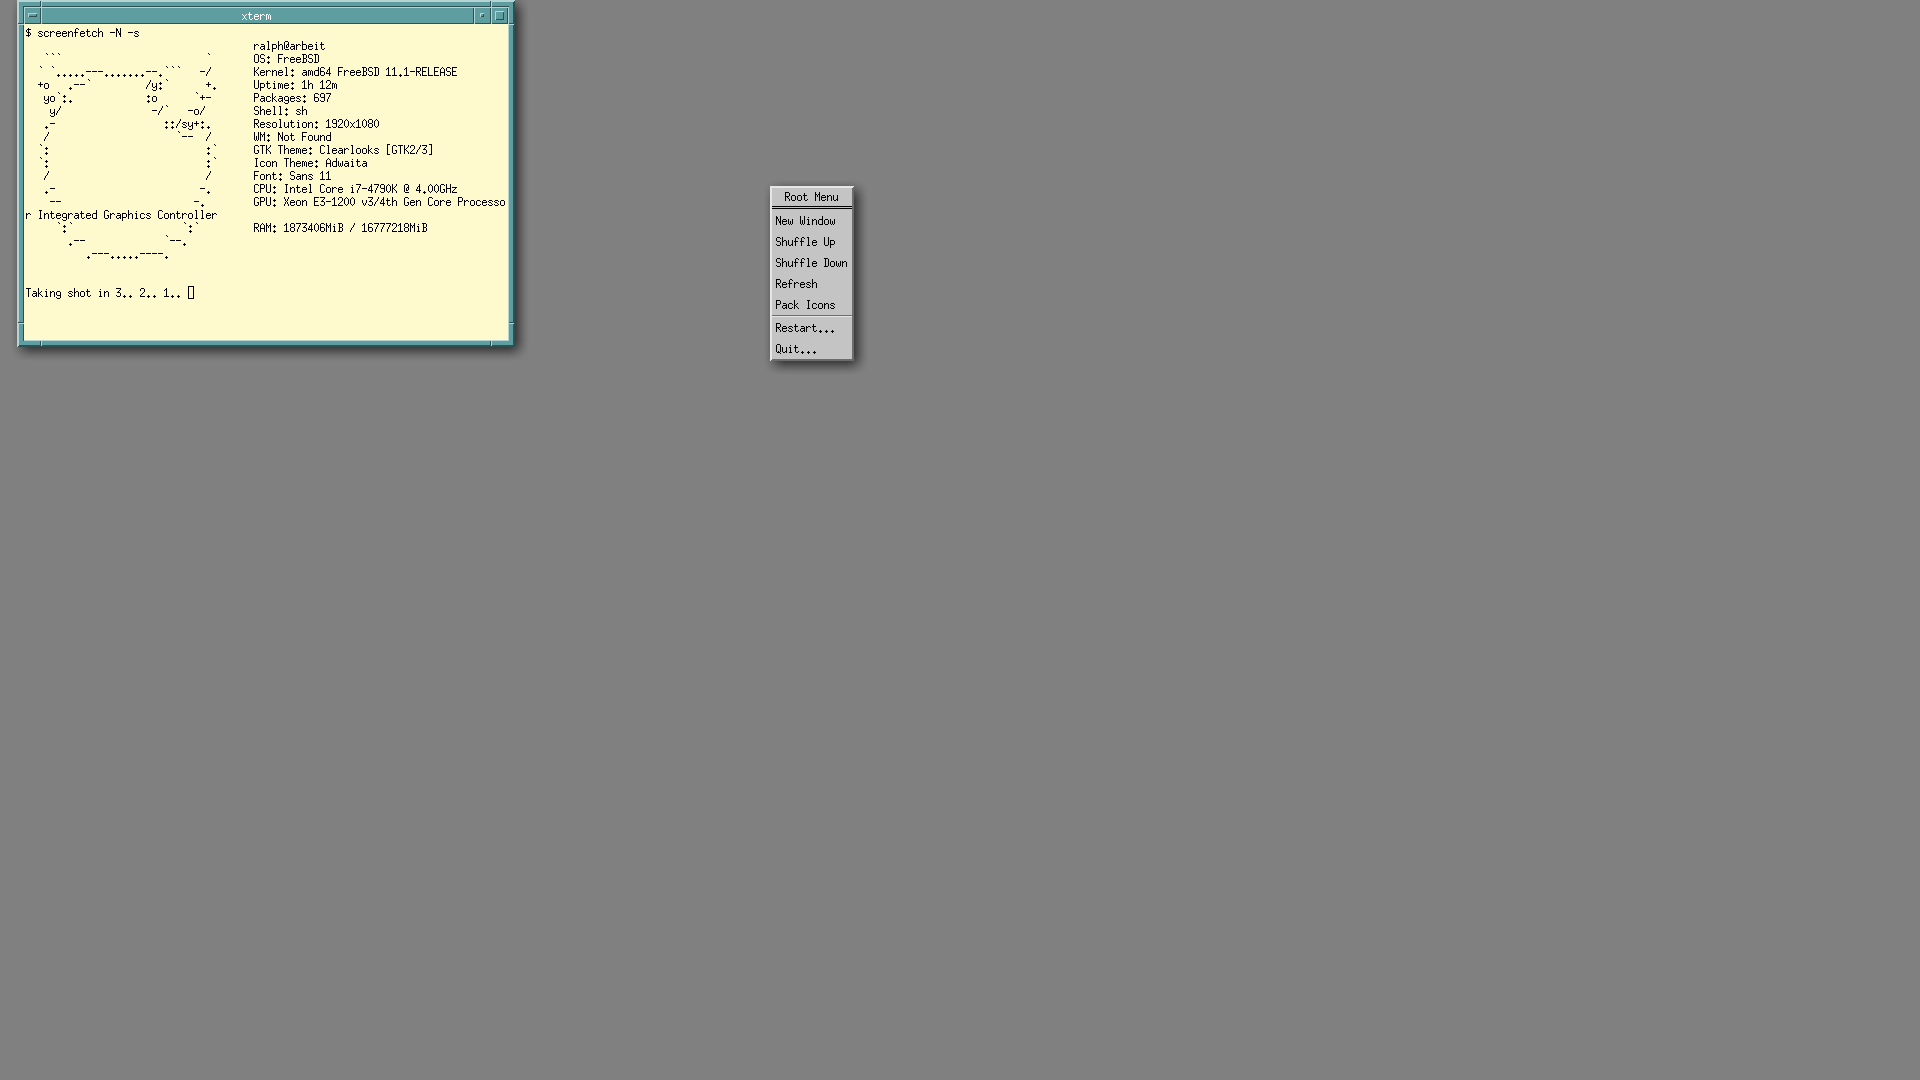 xterm
$ screenfetch -N -s
                                      ralph@arbeit
   ```                        `       OS: FreeBSD
  ` `.....---.......--.```   -/       Kernel: amd64 FreeBSD 11.1-RELEASE
  +o   .--`         /y:`      +.      Uptime: 1h 12m
   yo`:.            :o      `+-       Packages: 697
    y/               -/`   -o/        Shell: sh
   .-                  ::/sy+:.       Resolution: 1920x1080
   /                     `--  /       WM: Not Found
  `:                          :`      GTK Theme: Clearlooks [GTK2/3]
  `:                          :`      Icon Theme: Adwaita
   /                          /       Font: Sans 11
   .-                        -.       CPU: Intel Core i7-4790K @ 4.00GHz
    --                      -.        GPU: Xeon E3-1200 v3/4th Gen Core Processo
r Integrated Graphics Controller
     `:`                  `:`         RAM: 1873406MiB / 16777218MiB
       .--             `--.
          .---.....----.
Taking shot in 3.. 2.. 1..
Root Menu
New Window
Shuffle Up
Shuffle Down
Refresh
Pack Icons
Restart...
Quit...